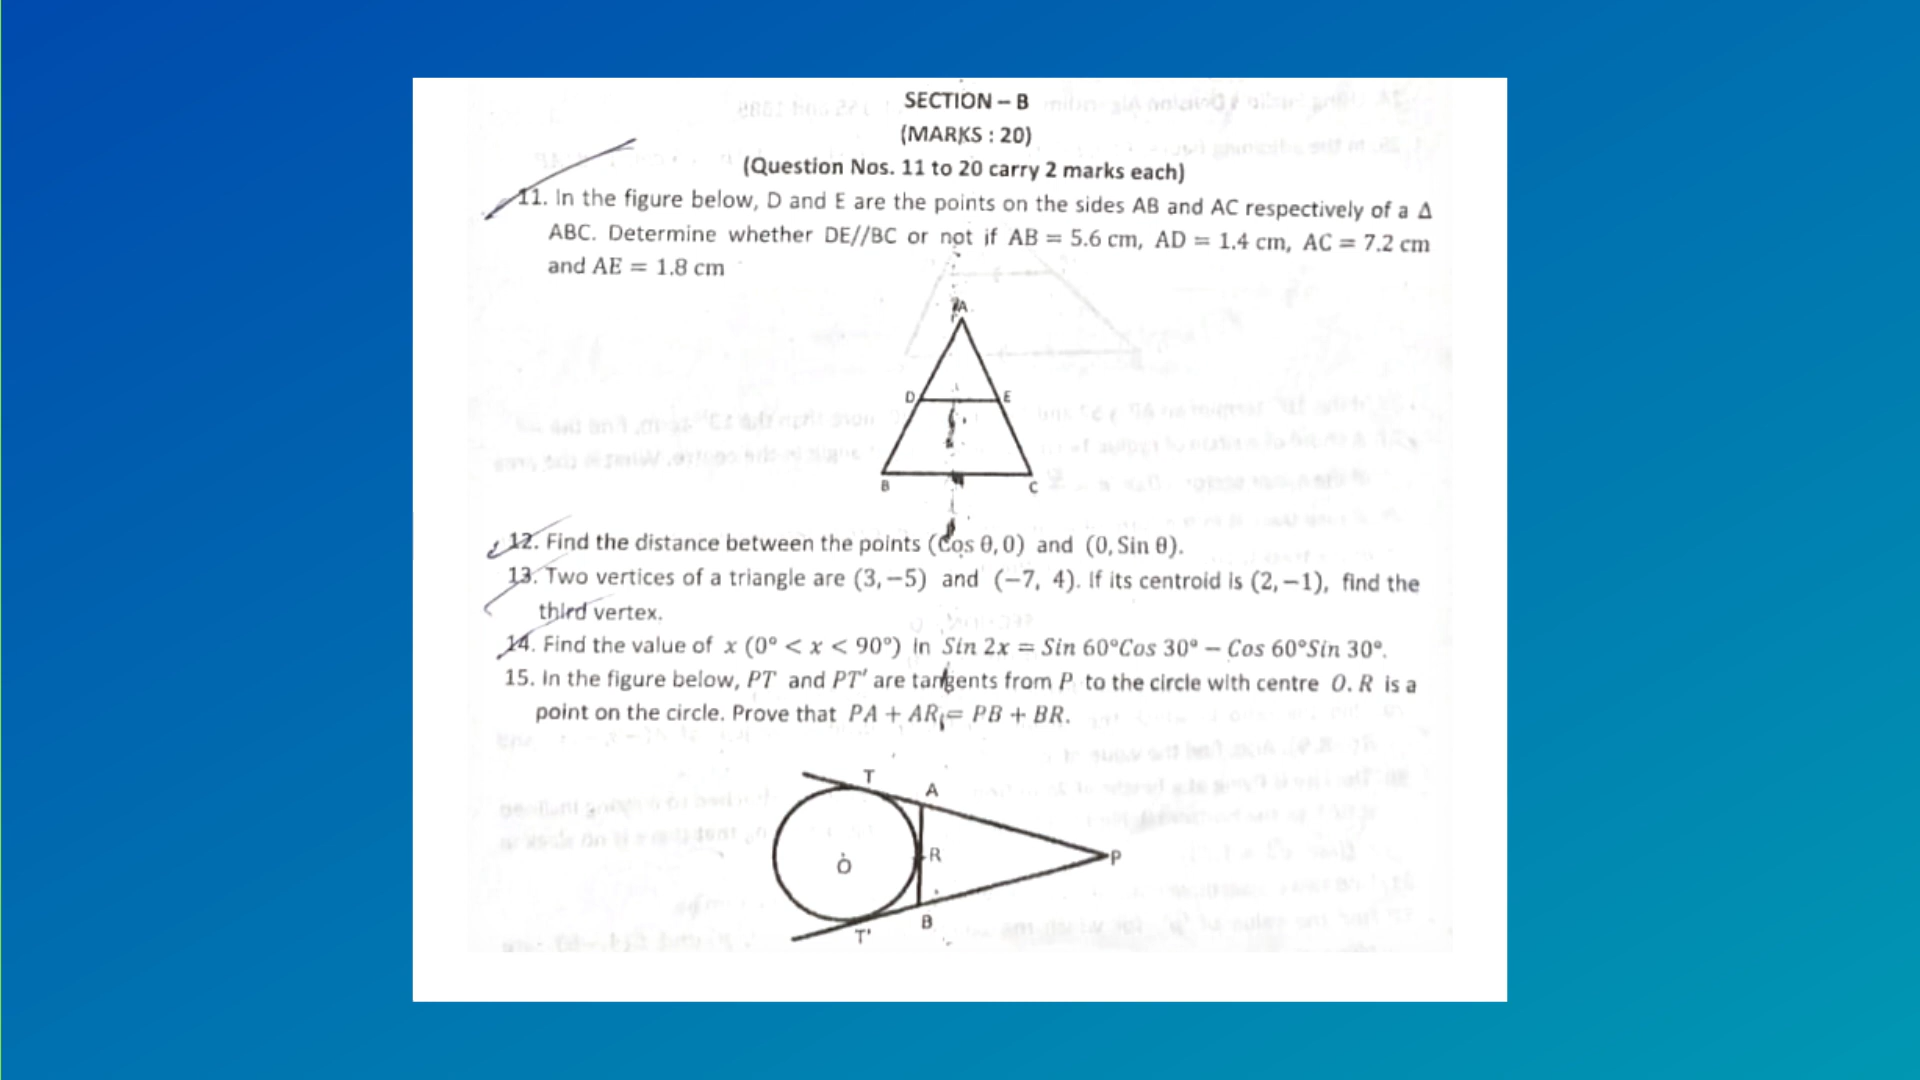 SECTION – B
(MARKS : 20)
(Question Nos. 11 to 20 carry 2 marks each)
11. In the figure below, D and E are the points on the sides AB and AC respectively of a Δ
ABC. Determine whether DE//BC or not if AB = 5.6 cm, AD = 1.4 cm, AC = 7.2 cm
and AE = 1.8 cm
A
D E
B C
12. Find the distance between the points (Cos θ, 0) and (0, Sin θ).
13. Two vertices of a triangle are (3, −5) and (−7, 4). If its centroid is (2, −1), find the
third vertex.
14. Find the value of x (0° < x < 90°) in Sin 2x = Sin 60°Cos 30° − Cos 60°Sin 30°.
15. In the figure below, PT and PT' are tangents from P to the circle with centre O. R is a
point on the circle. Prove that PA + AR = PB + BR.
T A
O R P
T' B